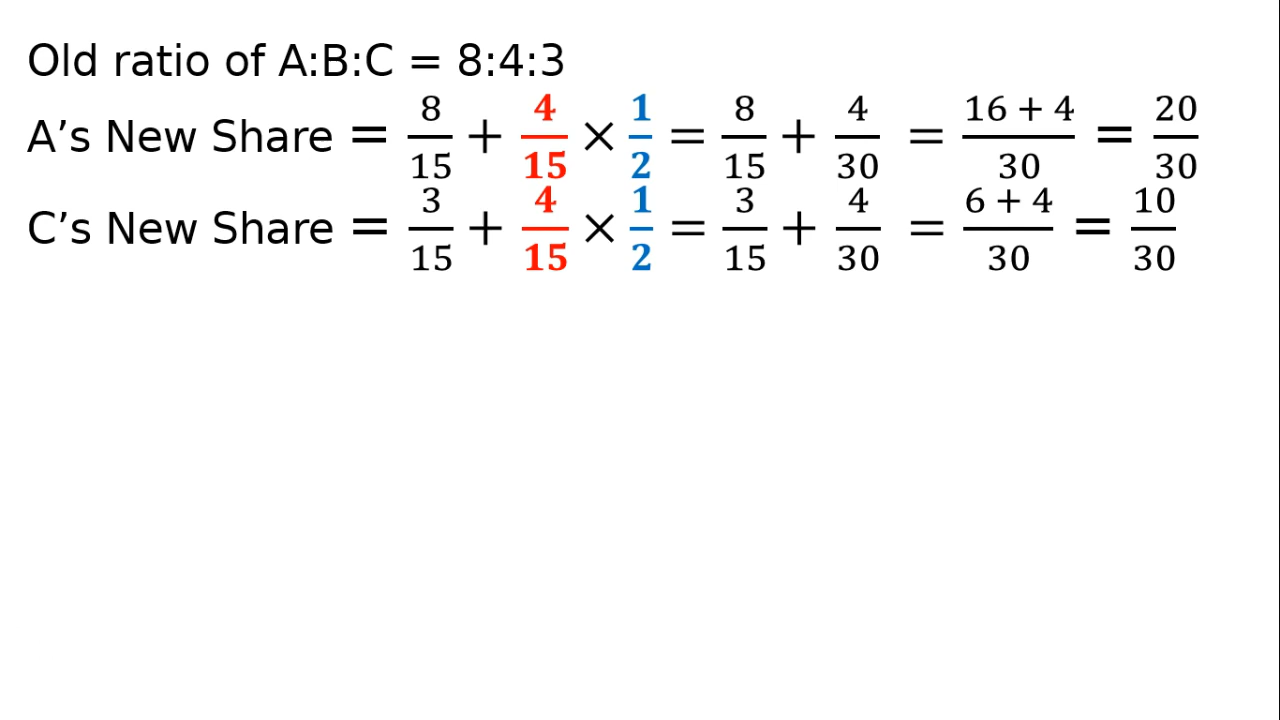 Old ratio of A:B:C = 8:4:3
A’s New Share = 8/15 + 4/15 × 1/2 = 8/15 + 4/30 = 16 + 4/30 = 20/30
C’s New Share = 3/15 + 4/15 × 1/2 = 3/15 + 4/30 = 6 + 4/30 = 10/30